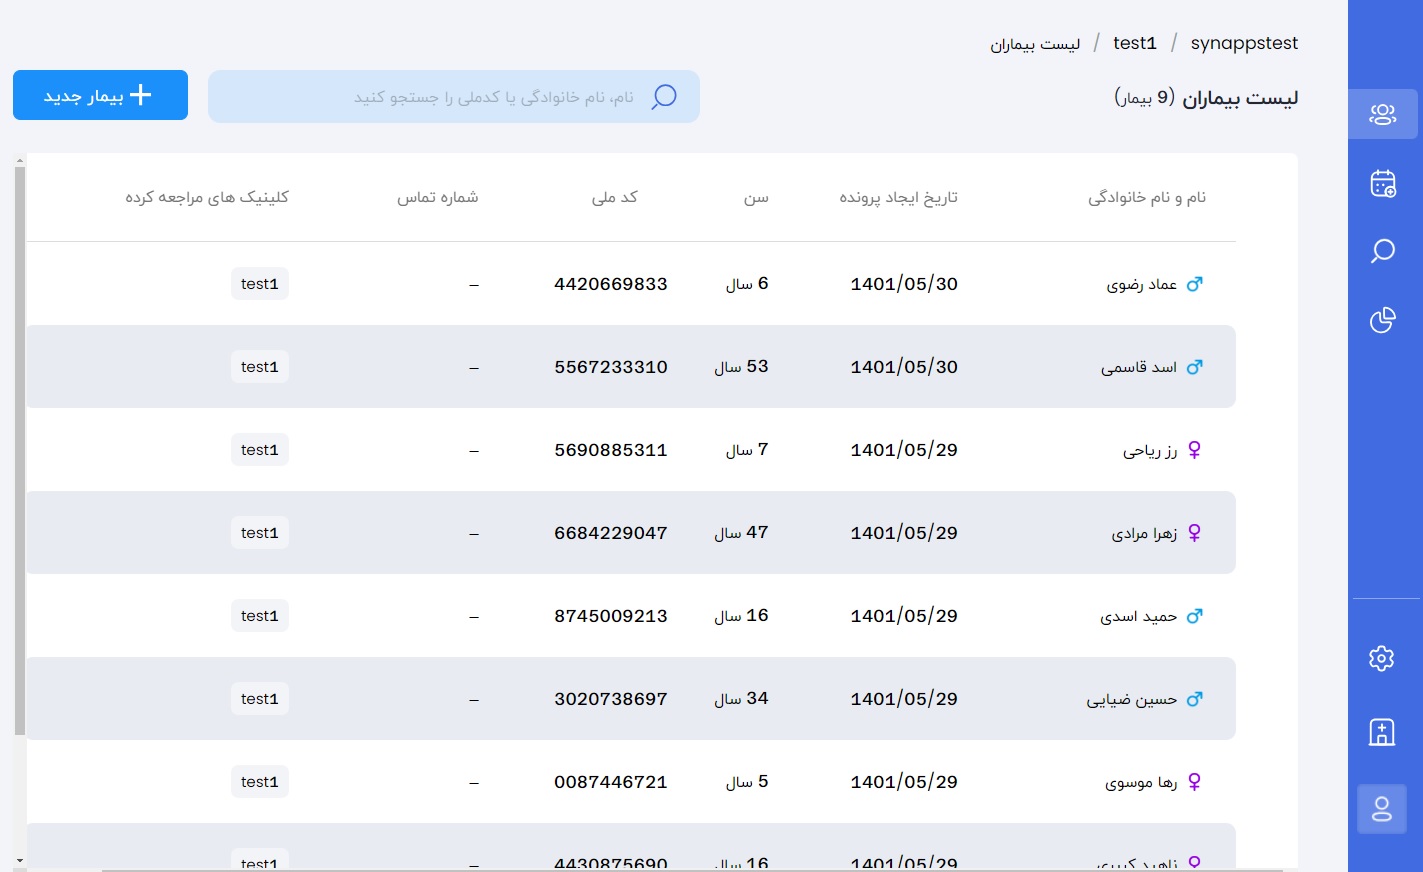 synappstest / test1 / لیست بیماران
لیست بیماران (9 بیمار)
نام، نام خانوادگی یا کدملی را جستجو کنید
بیمار جدید
نام و نام خانوادگی تاریخ ایجاد پرونده سن کد ملی شماره تماس کلینیک های مراجعه کرده
عماد رضوی 1401/05/30 6 سال 4420669833 – test1
اسد قاسمی 1401/05/30 53 سال 5567233310 – test1
رز ریاحی 1401/05/29 7 سال 5690885311 – test1
زهرا مرادی 1401/05/29 47 سال 6684229047 – test1
حمید اسدی 1401/05/29 16 سال 8745009213 – test1
حسین ضیایی 1401/05/29 34 سال 3020738697 – test1
رها موسوی 1401/05/29 5 سال 0087446721 – test1
ناهید کبیری 1401/05/29 16 سال 4430875690 – test1